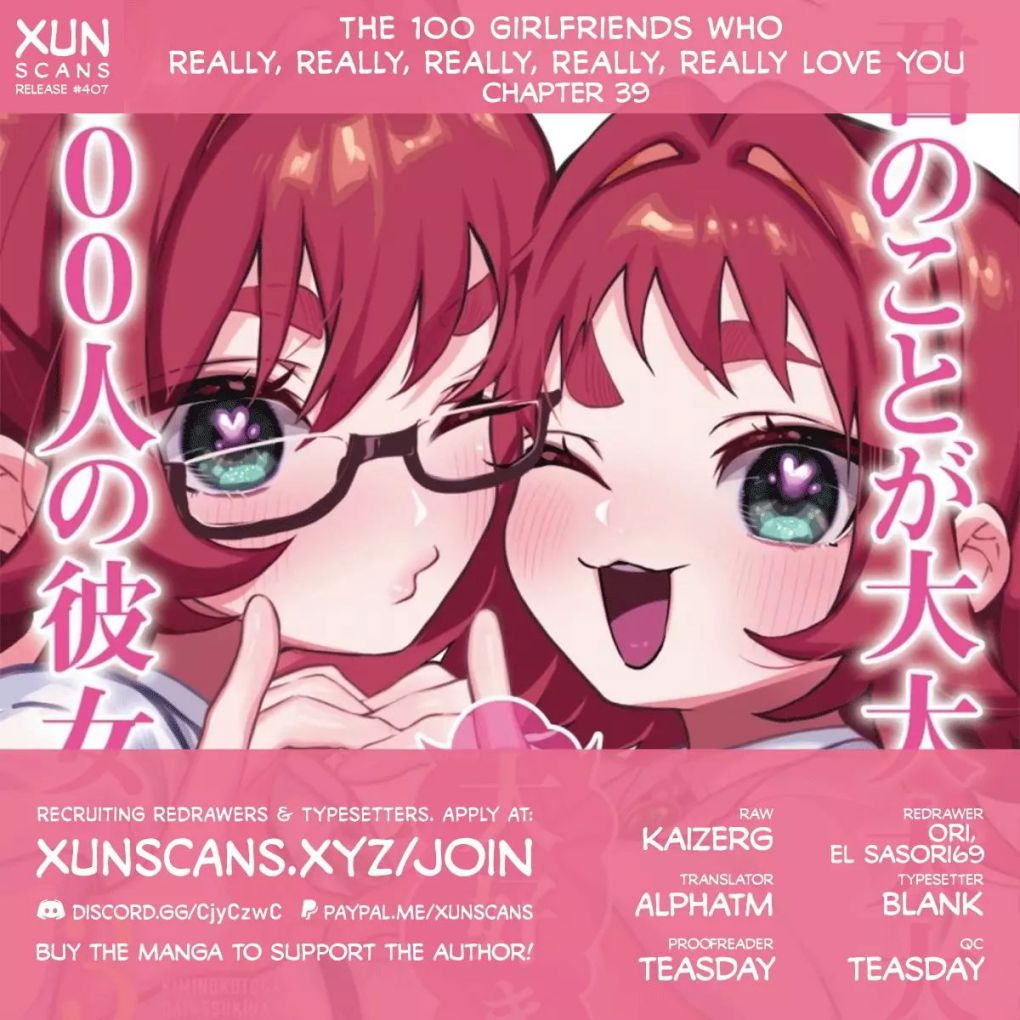 XUN
SCANS
RELEASE #407
THE 100 GIRLFRIENDS WHO
REALLY, REALLY, REALLY, REALLY, REALLY LOVE YOU
CHAPTER 39
君のことが大大
00人の彼女
RECRUITING REDRAWERS & TYPESETTERS. APPLY AT:
XUNSCANS.XYZ/JOIN
DISCORD.GG/CjyCzwC PAYPAL.ME/XUNSCANS
BUY THE MANGA TO SUPPORT THE AUTHOR!
RAW
KAIZERG
REDRAWER
ORI,
EL SASORI69
TRANSLATOR
ALPHATM
TYPESETTER
BLANK
PROOFREADER
TEASDAY
QC
TEASDAY